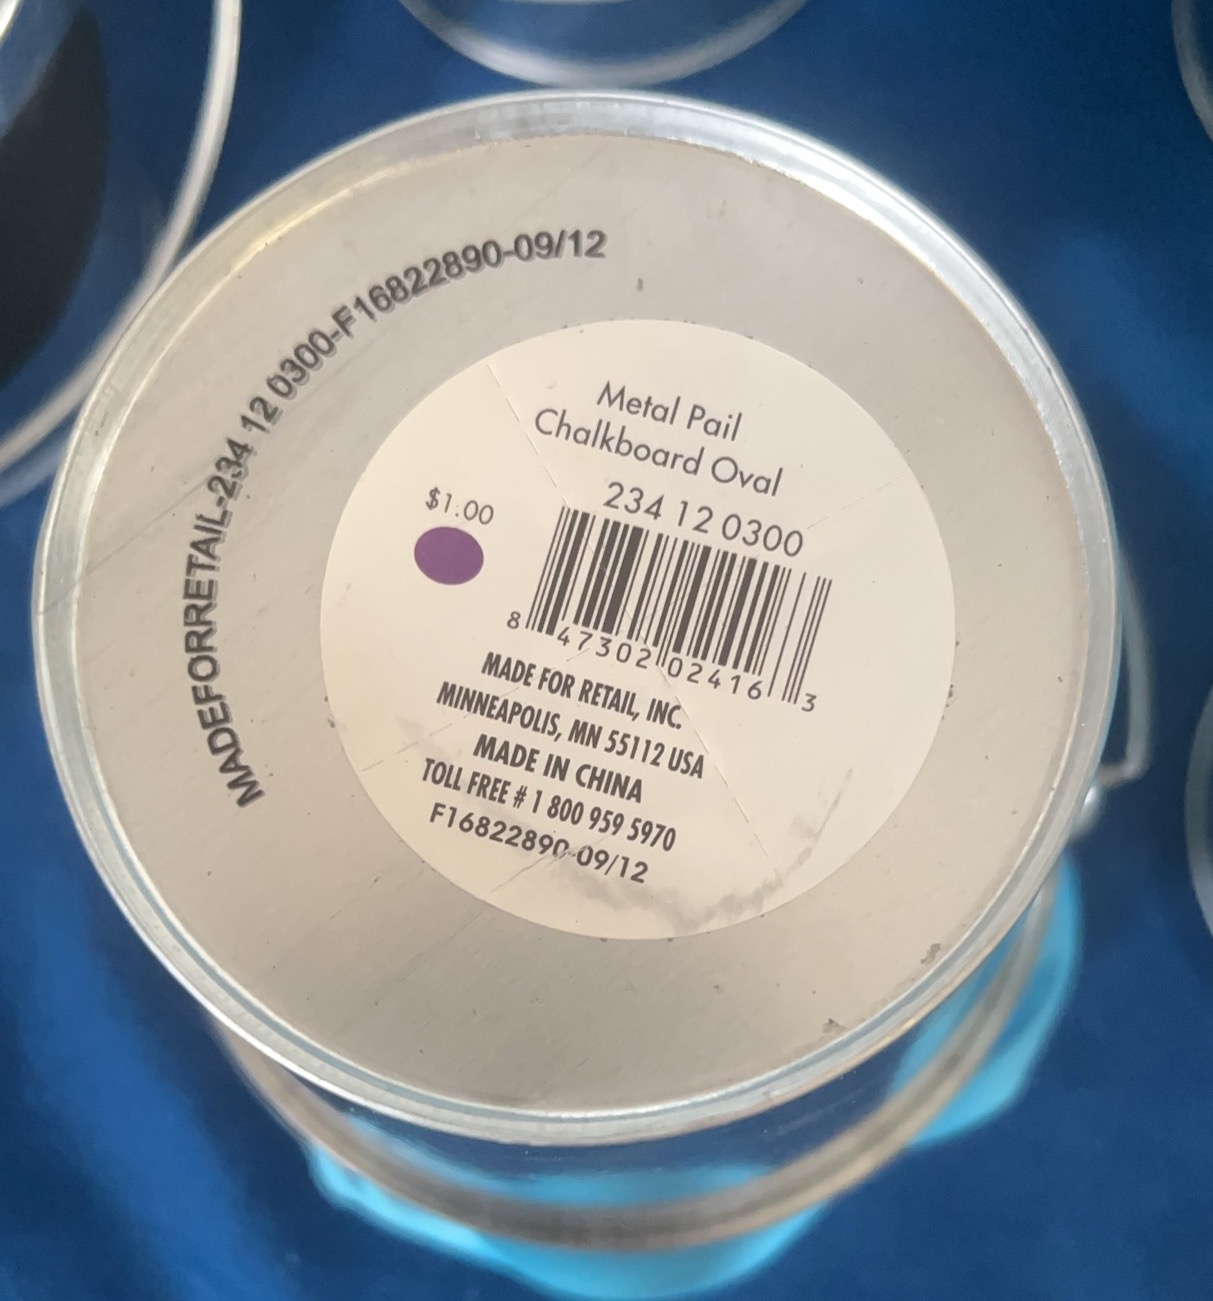 MADEFORRETAIL-234 12 0300-F16822890-09/12
Metal Pail
Chalkboard Oval
234 12 0300
$1.00
8 47302 02416 3
MADE FOR RETAIL, INC.
MINNEAPOLIS, MN 55112 USA
MADE IN CHINA
TOLL FREE # 1 800 959 5970
F16822890-09/12